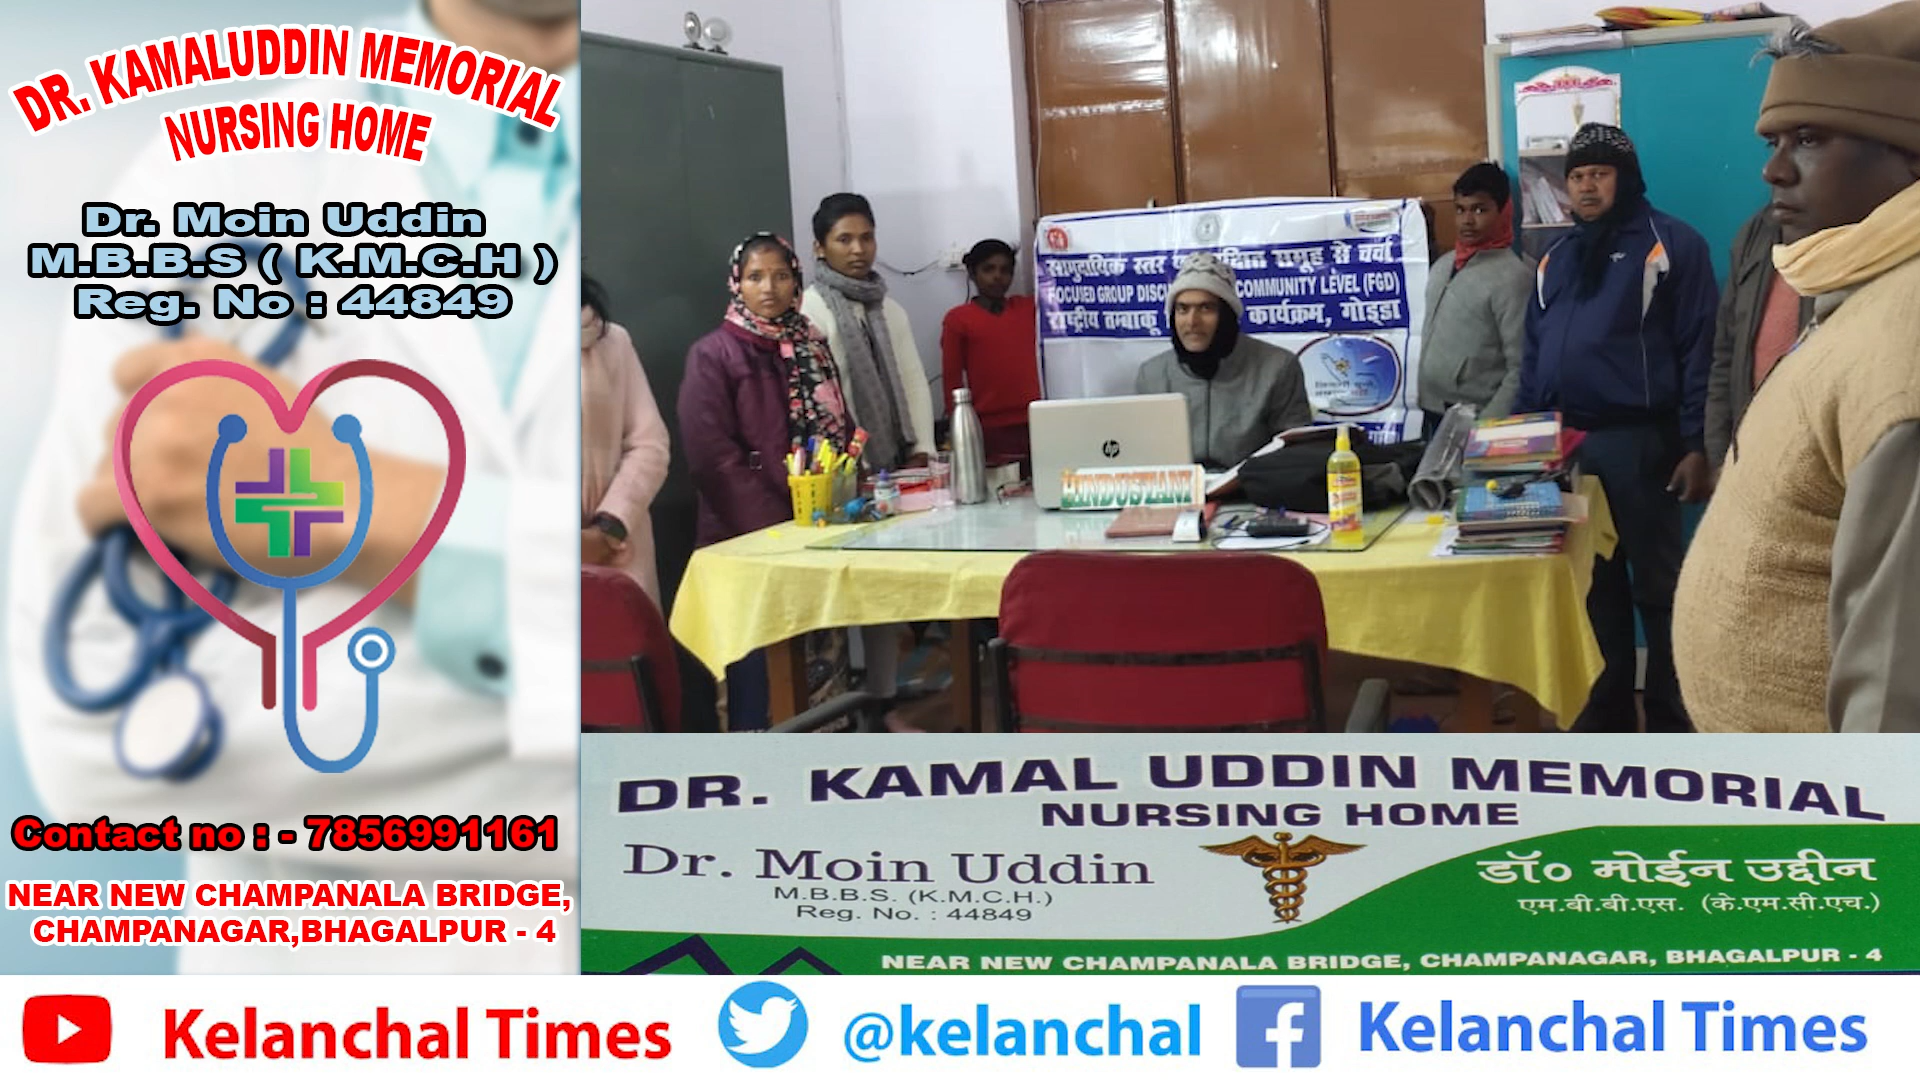 DR. KAMALUDDIN MEMORIAL
NURSING HOME
Dr. Moin Uddin
M.B.B.S ( K.M.C.H )
Reg. No : 44849
Contact no : - 7856991161
NEAR NEW CHAMPANALA BRIDGE,
CHAMPANAGAR,BHAGALPUR - 4
सामुदायिक स्तर समूह से चर्चा
FOCUSED GROUP COMMUNITY LEVEL (FGD)
राष्ट्रीय तम्बाकू कार्यक्रम, गोड्डा
hp
HINDUSTANI
DR. KAMAL UDDIN MEMORIAL
NURSING HOME
Dr. Moin Uddin
M.B.B.S. (K.M.C.H.)
Reg. No. : 44849
डॉ० मोईन उद्दीन
एम.बी.बी.एस. (के.एम.सी.एच.)
NEAR NEW CHAMPANALA BRIDGE, CHAMPANAGAR, BHAGALPUR - 4
Kelanchal Times
@kelanchal
Kelanchal Times